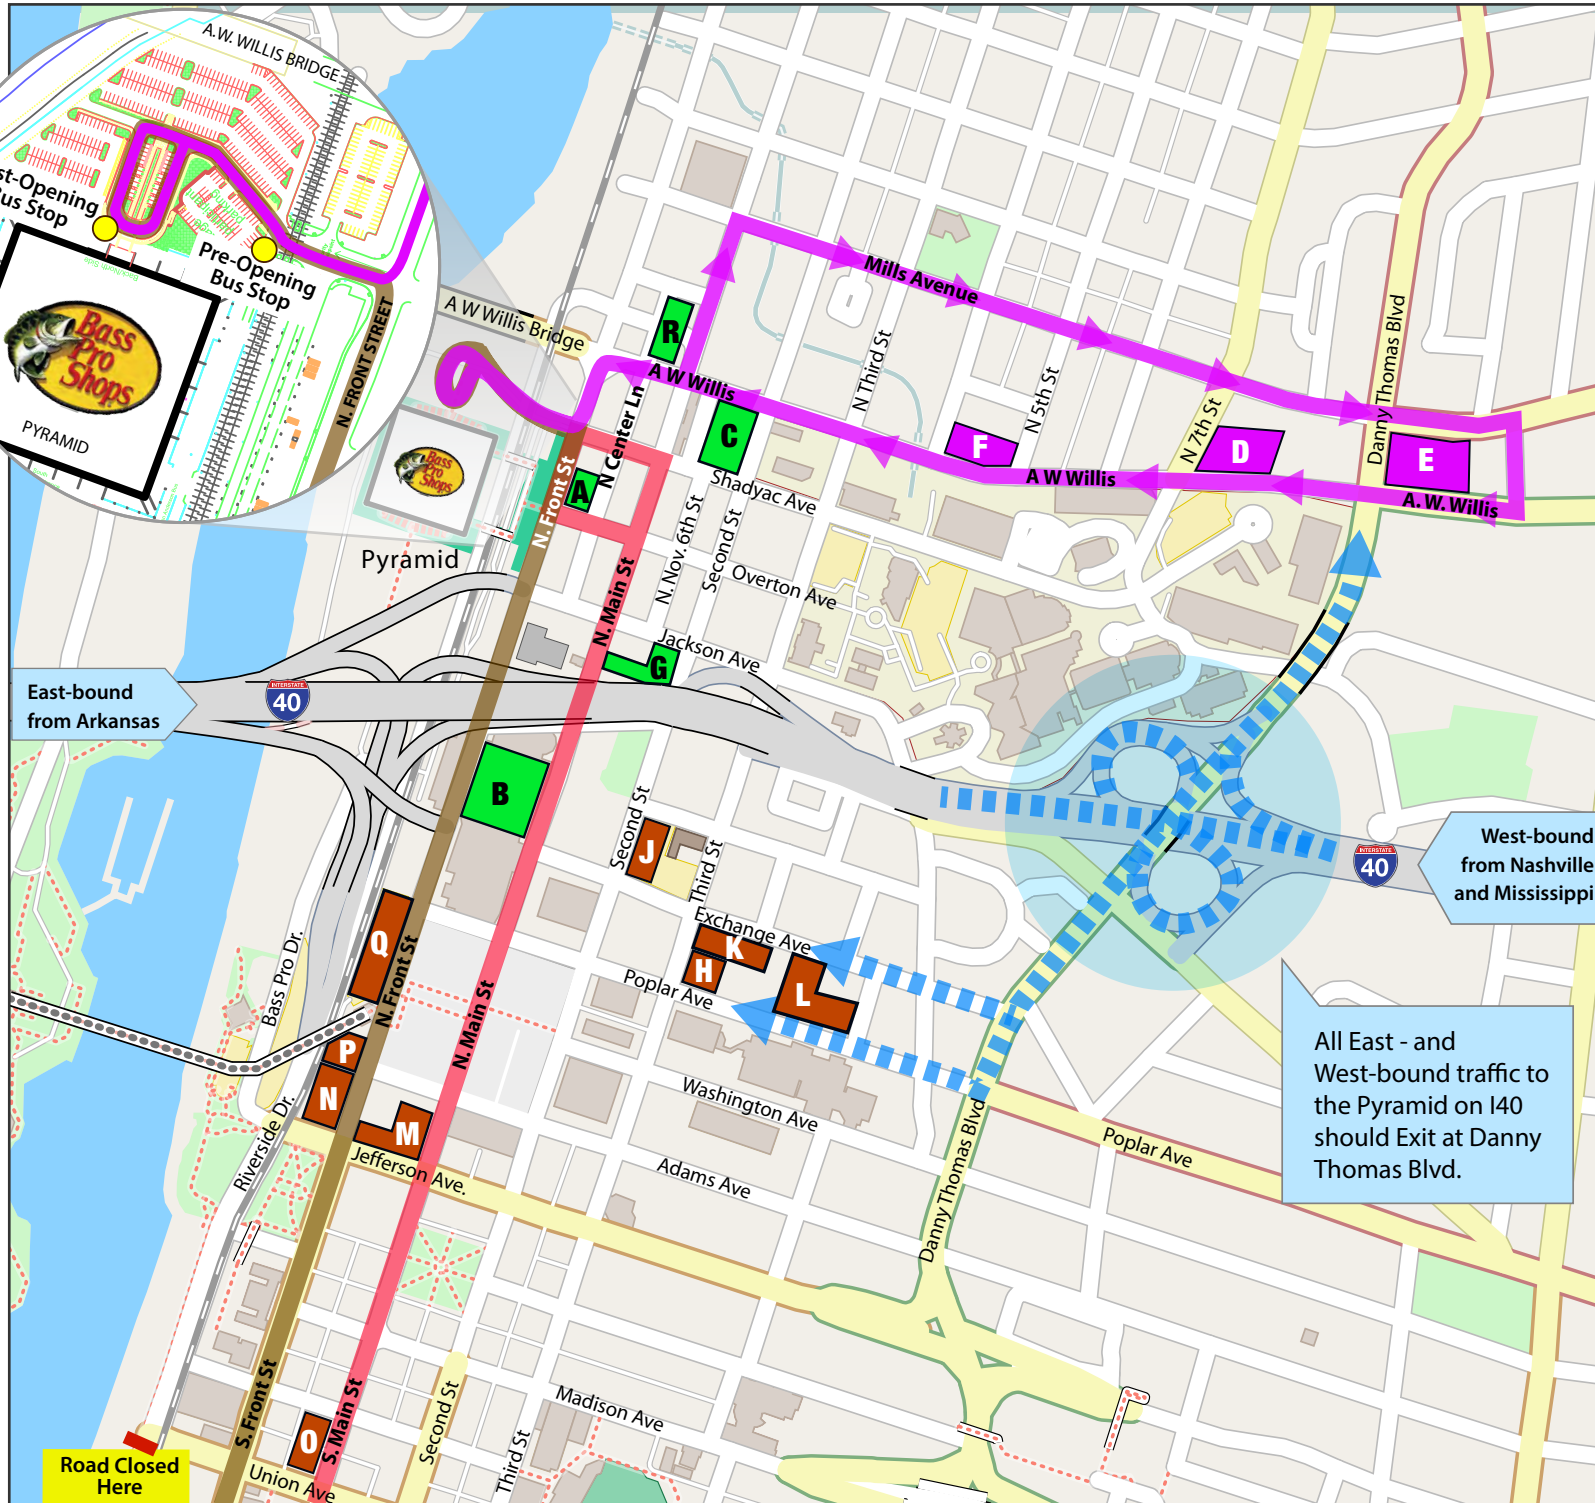 A.W. WILLIS BRIDGE
st-Opening
us Stop
Pre-Opening
Bus Stop
Bass
Pro
Shops
PYRAMID
N. FRONT STREET
A W Willis Bridge
R
A W Willis
Mills Avenue
N Third St
N 5th St
N 7th St
Danny Thomas Blvd
C
F
D
E
A W Willis
A. W. Willis
Bass
Pro
Shops
Pyramid
N. Front St
A
N Center Ln
Shadyac Ave
N. Nov. 6th St
Second St
Overton Ave
N. Main St
Jackson Ave
G
East-bound
from Arkansas
INTERSTATE
40
B
Second St
J
Third St
INTERSTATE
40
West-bound
from Nashville
and Mississippi
Exchange Ave
K
H
L
Poplar Ave
Q
N. Front St
Bass Pro Dr.
N. Main St
P
N
M
Riverside Dr.
Jefferson Ave.
Washington Ave
Adams Ave
Danny Thomas Blvd
Poplar Ave
All East - and
West-bound traffic to
the Pyramid on I40
should Exit at Danny
Thomas Blvd.
Madison Ave
S. Front St
O
S. Main St
Second St
Third St
Union Ave
Road Closed
Here